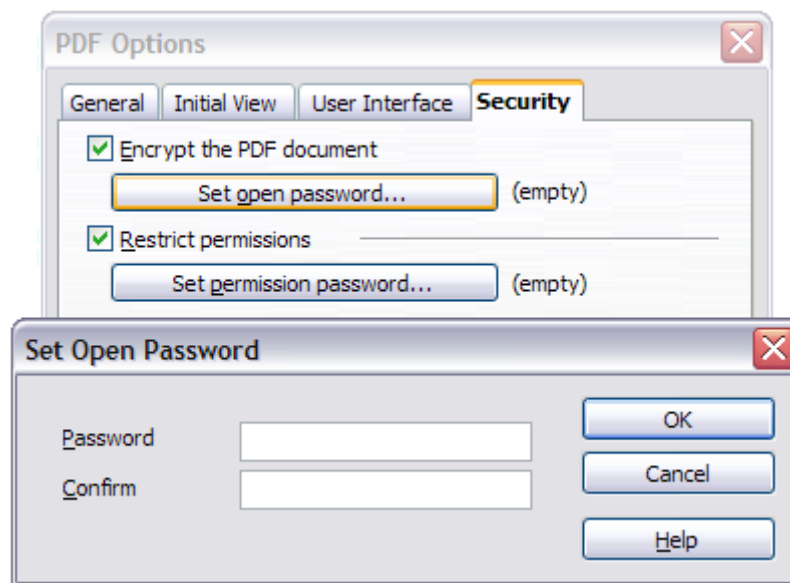 PDF Options
General Initial View User Interface Security
Encrypt the PDF document
Set open password... (empty)
Restrict permissions
Set permission password... (empty)
Set Open Password
Password
Confirm
OK
Cancel
Help